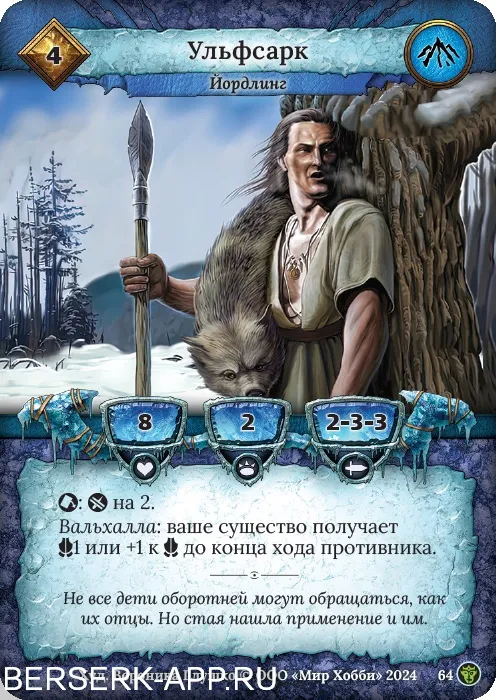 4
Ульфсарк
Йордлинг
8
2
2-3-3
: на 2.
Вальхалла: ваше существо получает
1 или +1 к до конца хода противника.
Не все дети оборотней могут обращаться, как
их отцы. Но стая нашла применение и им.
ООО «Мир Хобби» 2024 64
BERSERK-APP.RU